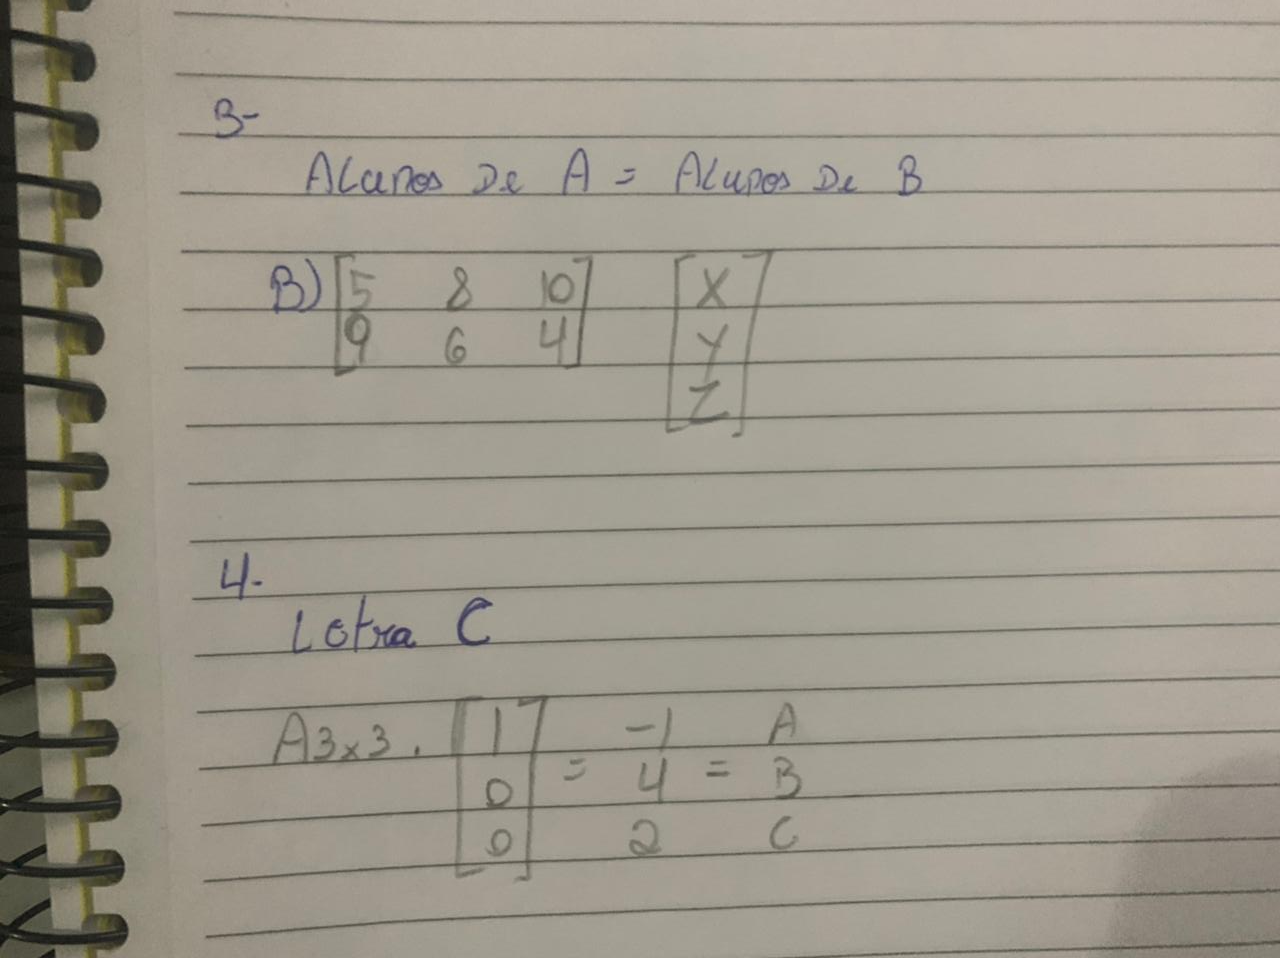 3-
Alunos De A = Alunos De B
B) [5 8 10] [X]
[9 6 4] [Y]
[Z]
4.
Letra C
A3x3 . [1] -1 A
[0] = 4 = B
[0] 2 C